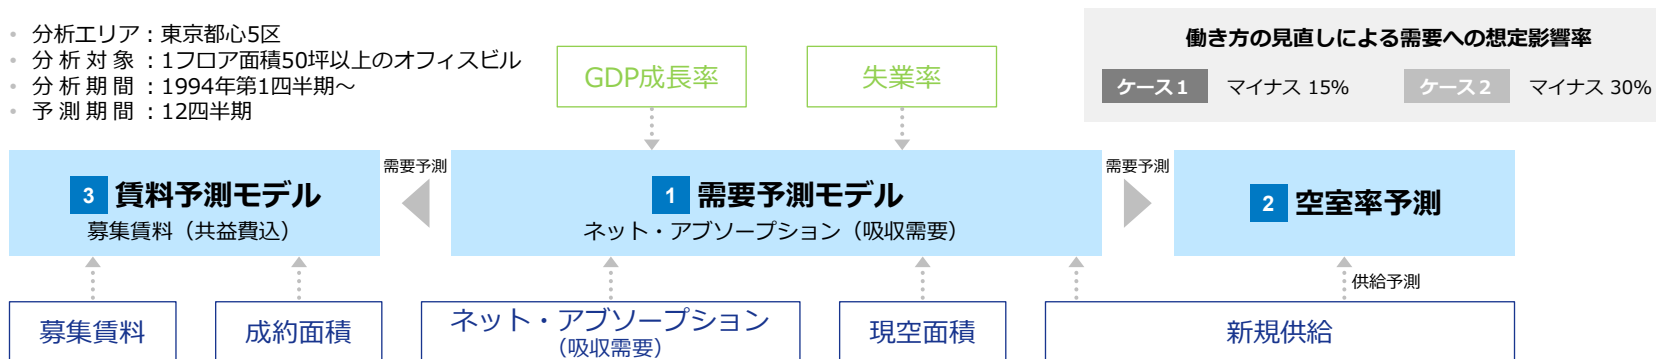 • 分析エリア：東京都心5区
• 分 析 対 象 ：1フロア面積50坪以上のオフィスビル
• 分 析 期 間 ：1994年第1四半期～
• 予 測 期 間 ：12四半期
GDP成長率
失業率
働き方の見直しによる需要への想定影響率
ケース1 マイナス 15% ケース2 マイナス 30%
3 賃料予測モデル
募集賃料（共益費込）
需要予測
1 需要予測モデル
ネット・アブソープション（吸収需要）
需要予測
2 空室率予測
供給予測
募集賃料
成約面積
ネット・アブソープション
（吸収需要）
現空面積
新規供給